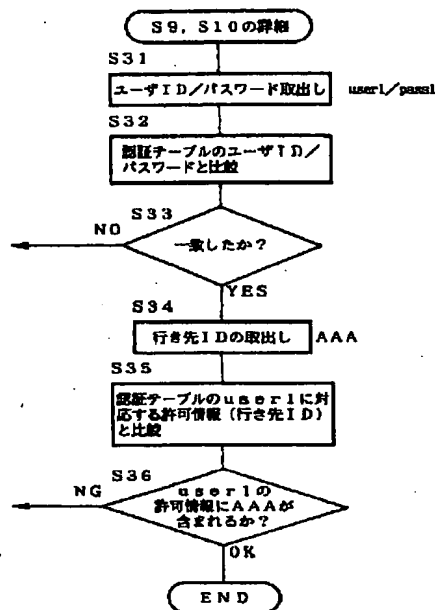 S9, S10の詳細
S31
ユーザID/パスワード取出し
user1/pass1
S32
認証テーブルのユーザID/
パスワードと比較
S33
NO
一致したか?
YES
S34
行き先IDの取出し
AAA
S35
認証テーブルのuser1に対
応する許可情報(行き先ID)
と比較
S36
NG
user1の
許可情報にAAAが
含まれるか?
OK
END